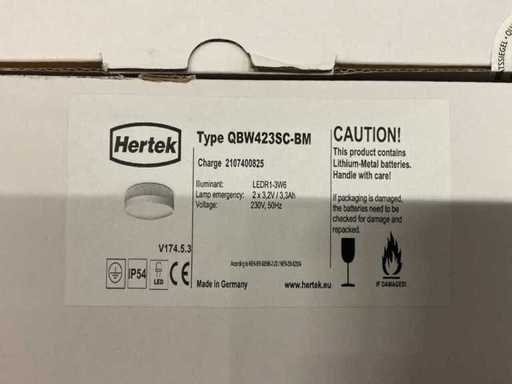 Hertek
Type QBW423SC-BM
Charge 2107400825
Illuminant: LEDR1-3W6
Lamp emergency: 2 x 3,2V / 3,3Ah
Voltage: 230V, 50Hz
V174.5.3
IP54
LED
CE
Made in Germany
www.hertek.eu
CAUTION!
This product contains
Lithium-Metal batteries.
Handle with care!
If packaging is damaged,
the batteries need to be
checked for damage and
repacked.
IF DAMAGED!